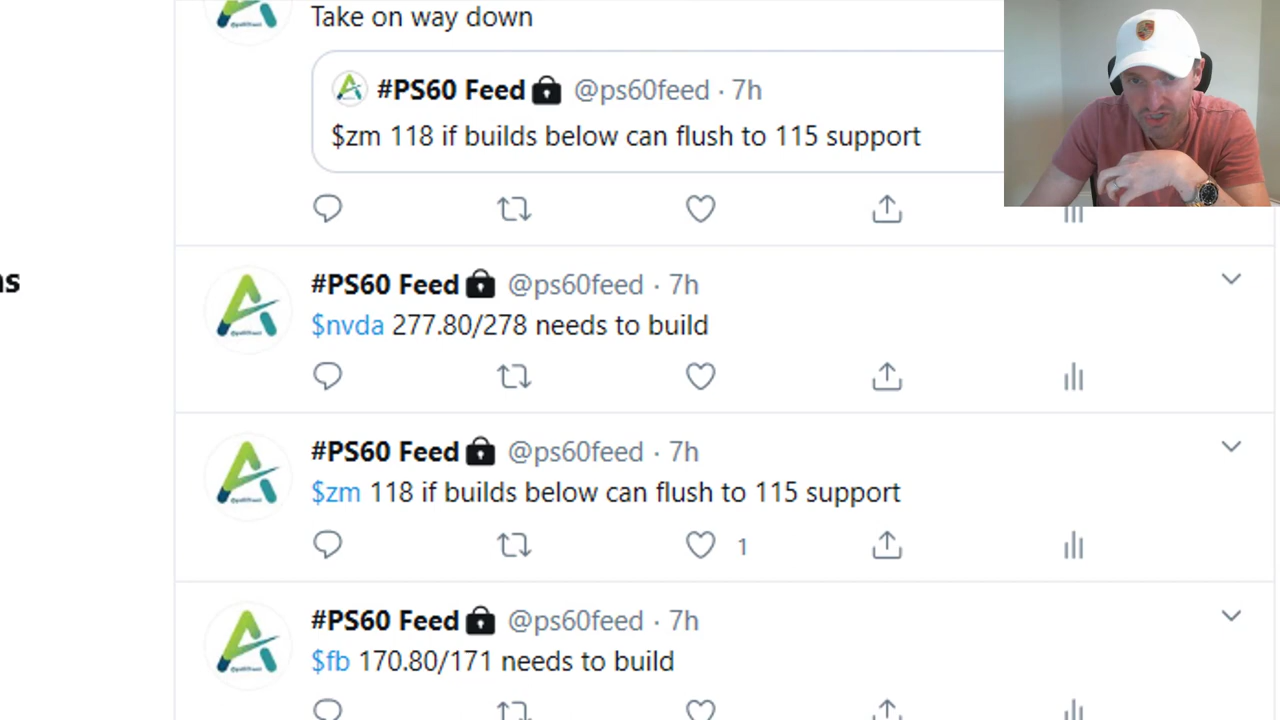 Take on way down
#PS60 Feed @ps60feed · 7h
$zm 118 if builds below can flush to 115 support
#PS60 Feed @ps60feed · 7h
$nvda 277.80/278 needs to build
#PS60 Feed @ps60feed · 7h
$zm 118 if builds below can flush to 115 support
1
#PS60 Feed @ps60feed · 7h
$fb 170.80/171 needs to build